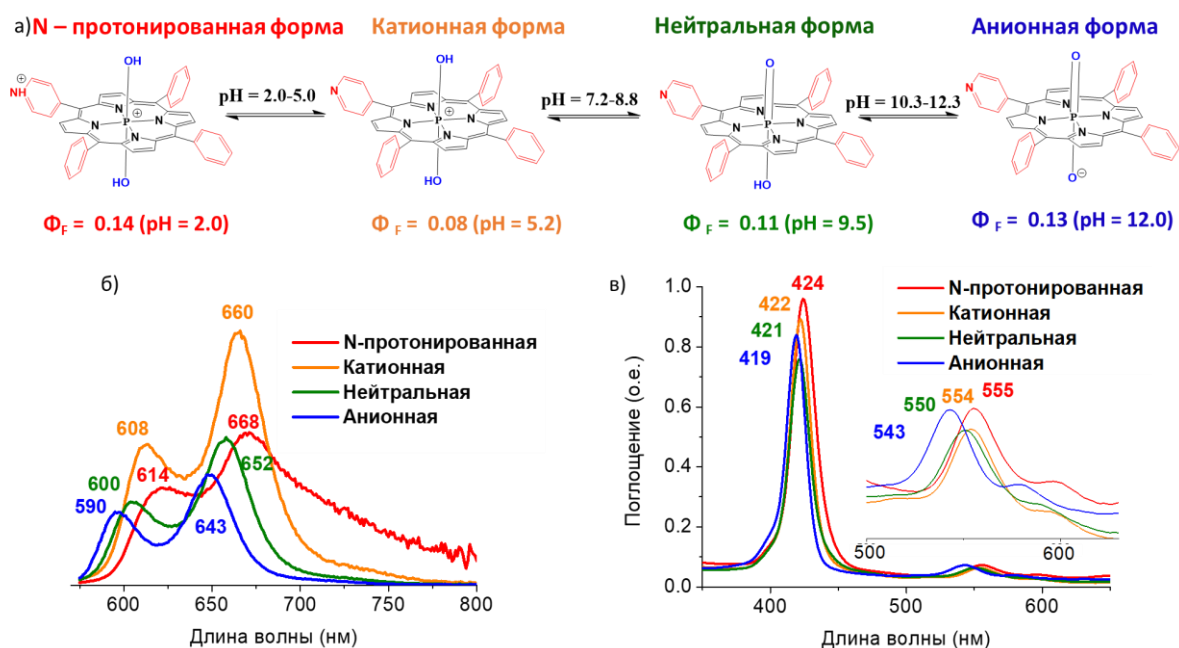 а) N – протонированная форма
Катионная форма
Нейтральная форма
Анионная форма
OH
OH
O
O
⊕
NH
N
N
N
pH = 2.0-5.0
pH = 7.2-8.8
pH = 10.3-12.3
N
⊕
N
N
P
N
N
N
⊕
N
P
N
N
N
N
P
N
N
N
N
P
N
HO
HO
HO
O⊖
Φ F = 0.14 (pH = 2.0)
Φ F = 0.08 (pH = 5.2)
Φ F = 0.11 (pH = 9.5)
Φ F = 0.13 (pH = 12.0)
б)
660
N-протонированная
Катионная
Нейтральная
Анионная
608
668
614
652
600
590
643
600
650
700
750
800
Длина волны (нм)
в)
424
422
421
419
N-протонированная
Катионная
Нейтральная
Анионная
555
554
550
543
500
600
1.0
0.8
0.6
0.4
0.2
0.0
Поглощение (о.е.)
400
500
600
Длина волны (нм)